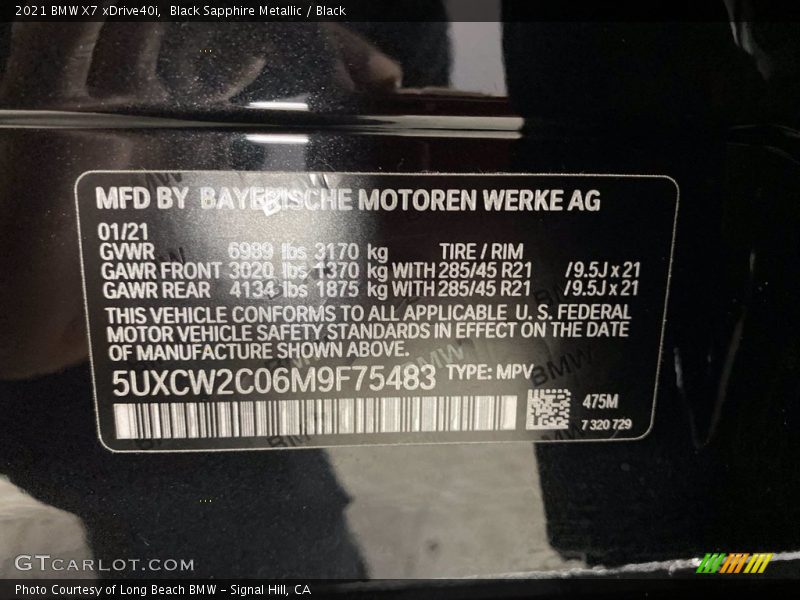 2021 BMW X7 xDrive40i,  Black Sapphire Metallic / Black
MFD BY BAYERISCHE MOTOREN WERKE AG
01/21
GVWR 6989 lbs 3170 kg TIRE / RIM
GAWR FRONT 3020 lbs 1370 kg WITH 285/45 R21 /9.5J x 21
GAWR REAR 4134 lbs 1875 kg WITH 285/45 R21 /9.5J x 21
THIS VEHICLE CONFORMS TO ALL APPLICABLE U. S. FEDERAL
MOTOR VEHICLE SAFETY STANDARDS IN EFFECT ON THE DATE
OF MANUFACTURE SHOWN ABOVE.
5UXCW2C06M9F75483 TYPE: MPV
475M
7 320 729
GTCARLOT.COM
Photo Courtesy of Long Beach BMW – Signal Hill, CA